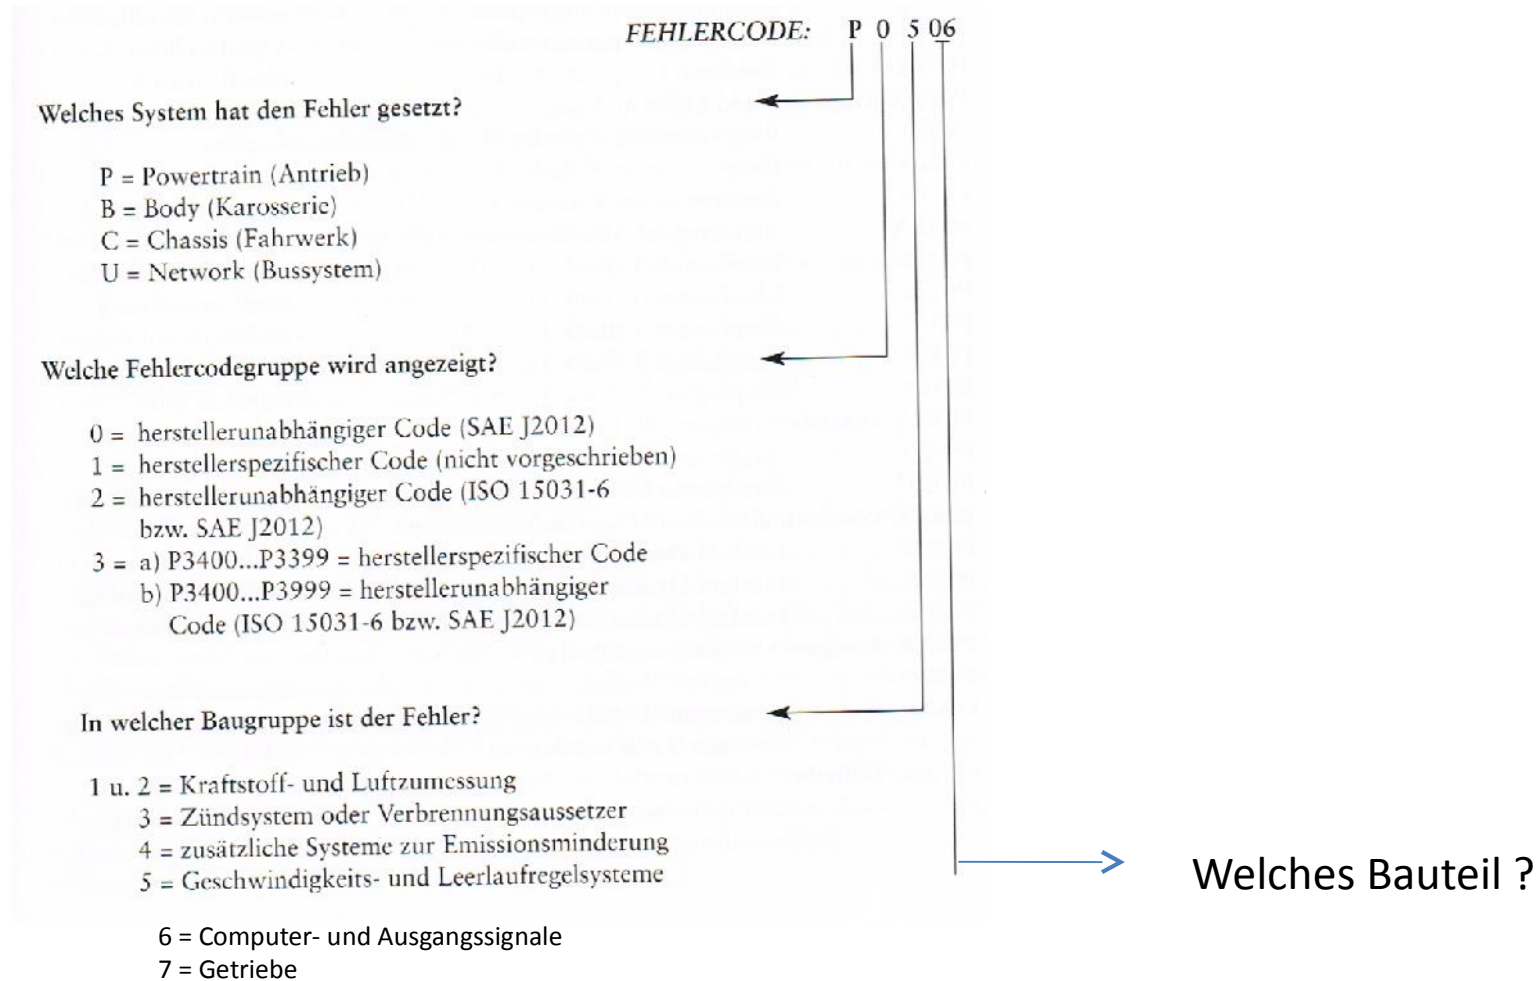 FEHLERCODE: P 0 5 06
Welches System hat den Fehler gesetzt?
P = Powertrain (Antrieb)
B = Body (Karosserie)
C = Chassis (Fahrwerk)
U = Network (Bussystem)
Welche Fehlercodegruppe wird angezeigt?
0 = herstellerunabhängiger Code (SAE J2012)
1 = herstellerspezifischer Code (nicht vorgeschrieben)
2 = herstellerunabhängiger Code (ISO 15031-6
bzw. SAE J2012)
3 = a) P3400...P3399 = herstellerspezifischer Code
b) P3400...P3999 = herstellerunabhängiger
Code (ISO 15031-6 bzw. SAE J2012)
In welcher Baugruppe ist der Fehler?
1 u. 2 = Kraftstoff- und Luftzumessung
3 = Zündsystem oder Verbrennungsaussetzer
4 = zusätzliche Systeme zur Emissionsminderung
5 = Geschwindigkeits- und Leerlaufregelsysteme
Welches Bauteil ?
6 = Computer- und Ausgangssignale
7 = Getriebe